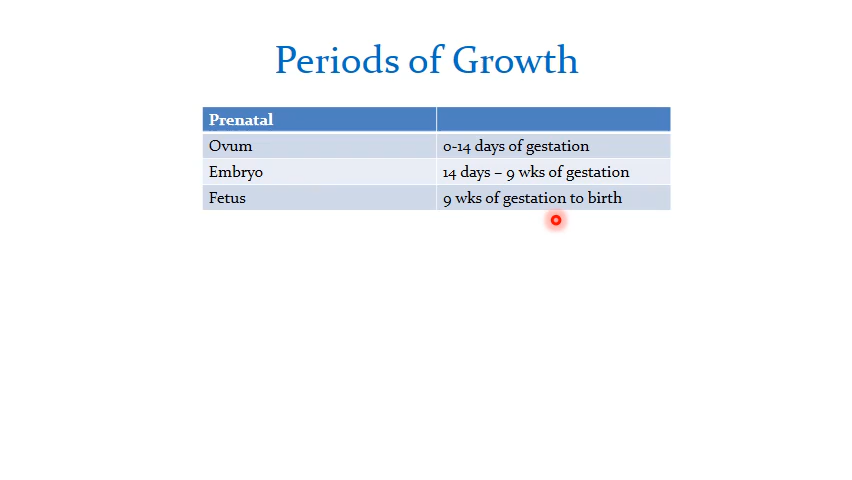 Periods of Growth
Prenatal
Ovum 0-14 days of gestation
Embryo 14 days – 9 wks of gestation
Fetus 9 wks of gestation to birth